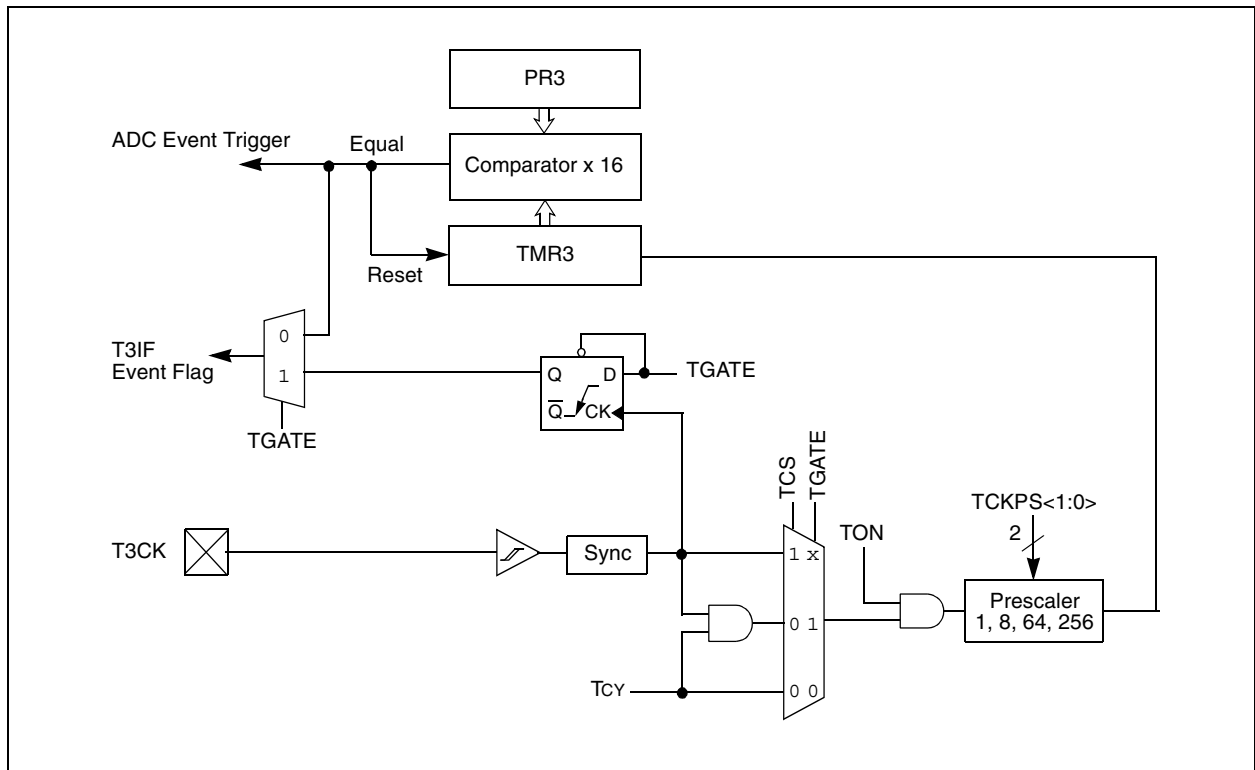 PR3
ADC Event Trigger
Equal
Comparator x 16
TMR3
Reset
0
T3IF
Event Flag
1
Q D
TGATE
Q̅ CK
TGATE
TCS
TGATE
TCKPS<1:0>
2
TON
T3CK
Sync
1 x
Prescaler
1, 8, 64, 256
0 1
TCY
0 0